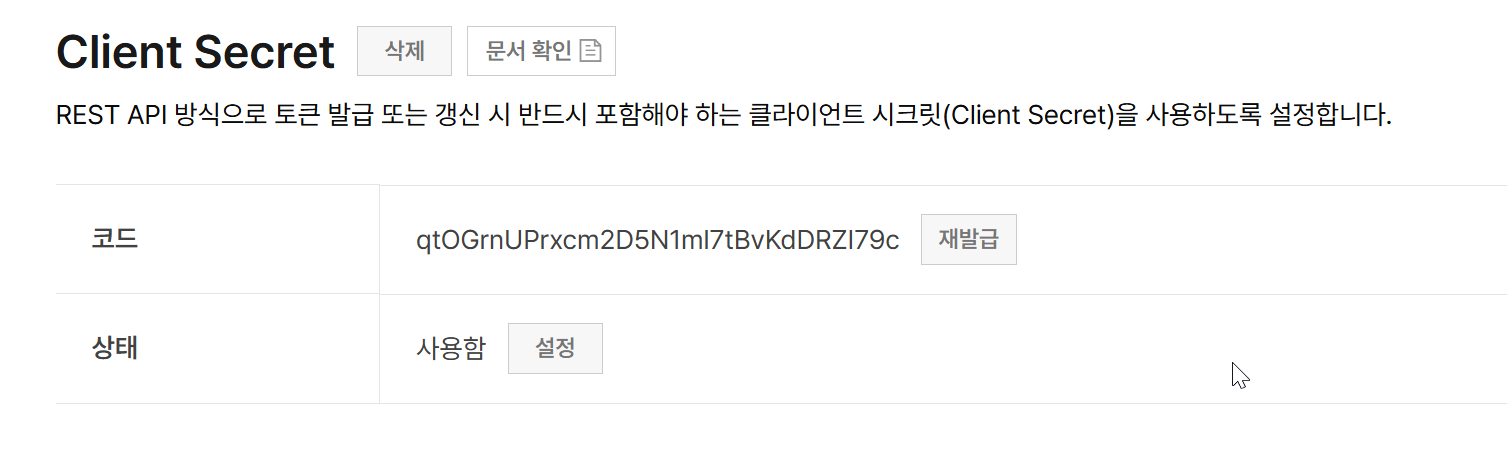 Client Secret 삭제 문서 확인
REST API 방식으로 토큰 발급 또는 갱신 시 반드시 포함해야 하는 클라이언트 시크릿(Client Secret)을 사용하도록 설정합니다.
코드 qtOGrnUPrxcm2D5N1ml7tBvKdDRZI79c 재발급
상태 사용함 설정